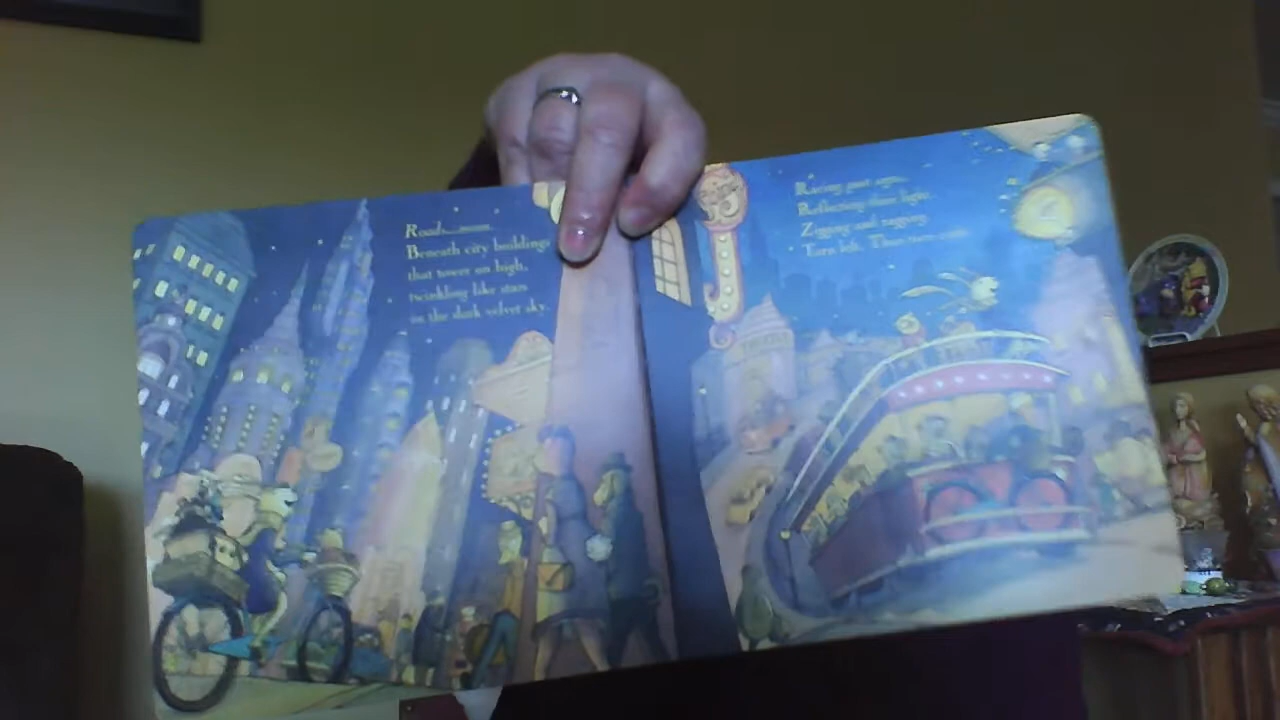 Roads
Beneath city buildings
that tower on high,
twinkling like stars
in the dark velvet sky.
Racing past signs.
Reflecting their light.
Zigging and zagging.
Turn left. Then turn